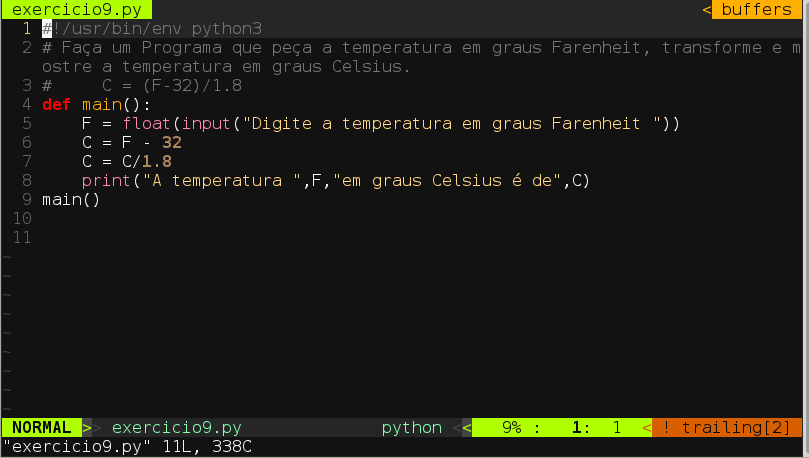 exercicio9.py < buffers
1 #!/usr/bin/env python3
2 # Faça um Programa que peça a temperatura em graus Farenheit, transforme e m
ostre a temperatura em graus Celsius.
3 #     C = (F-32)/1.8
4 def main():
5     F = float(input("Digite a temperatura em graus Farenheit "))
6     C = F - 32
7     C = C/1.8
8     print("A temperatura ",F,"em graus Celsius é de",C)
9 main()
10
11
~
~
~
~
~
~
~
~
~
NORMAL >> exercicio9.py python << 9% : 1: 1 < ! trailing[2]
"exercicio9.py" 11L, 338C